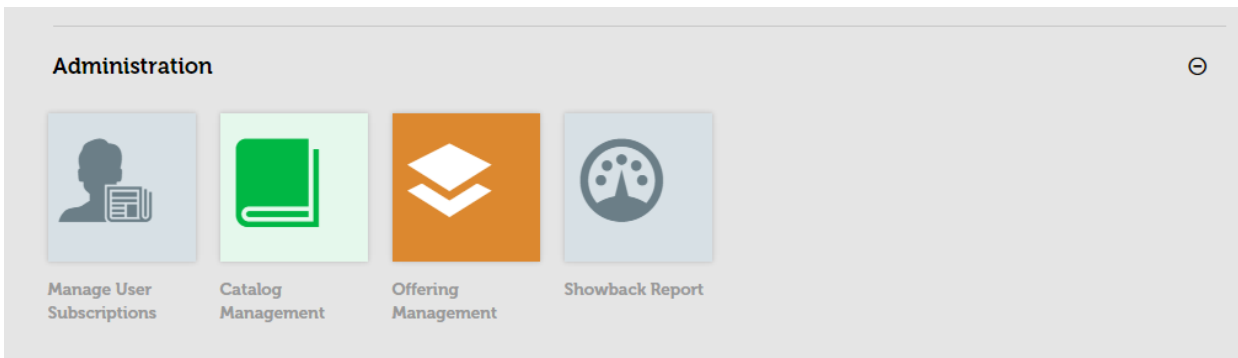 Administration
Manage User
Subscriptions
Catalog
Management
Offering
Management
Showback Report